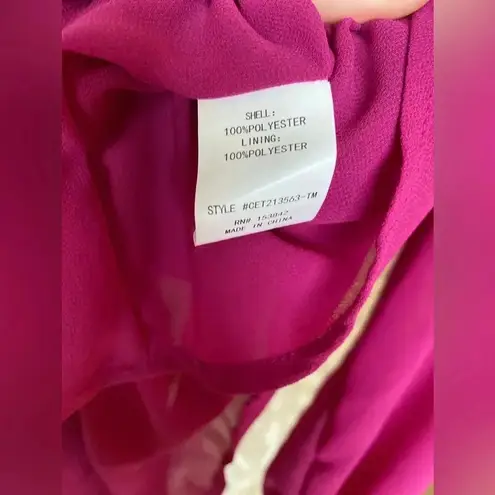 SHELL:
100%POLYESTER
LINING:
100%POLYESTER
STYLE #CET213563-TM
RN# 153842
MADE IN CHINA